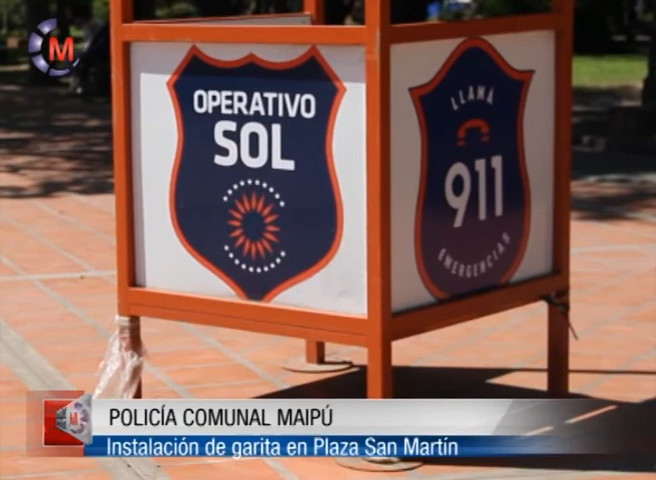 M
OPERATIVO
SOL
LLAMÁ
911
EMERGENCIAS
M
POLICÍA COMUNAL MAIPÚ
Instalación de garita en Plaza San Martín